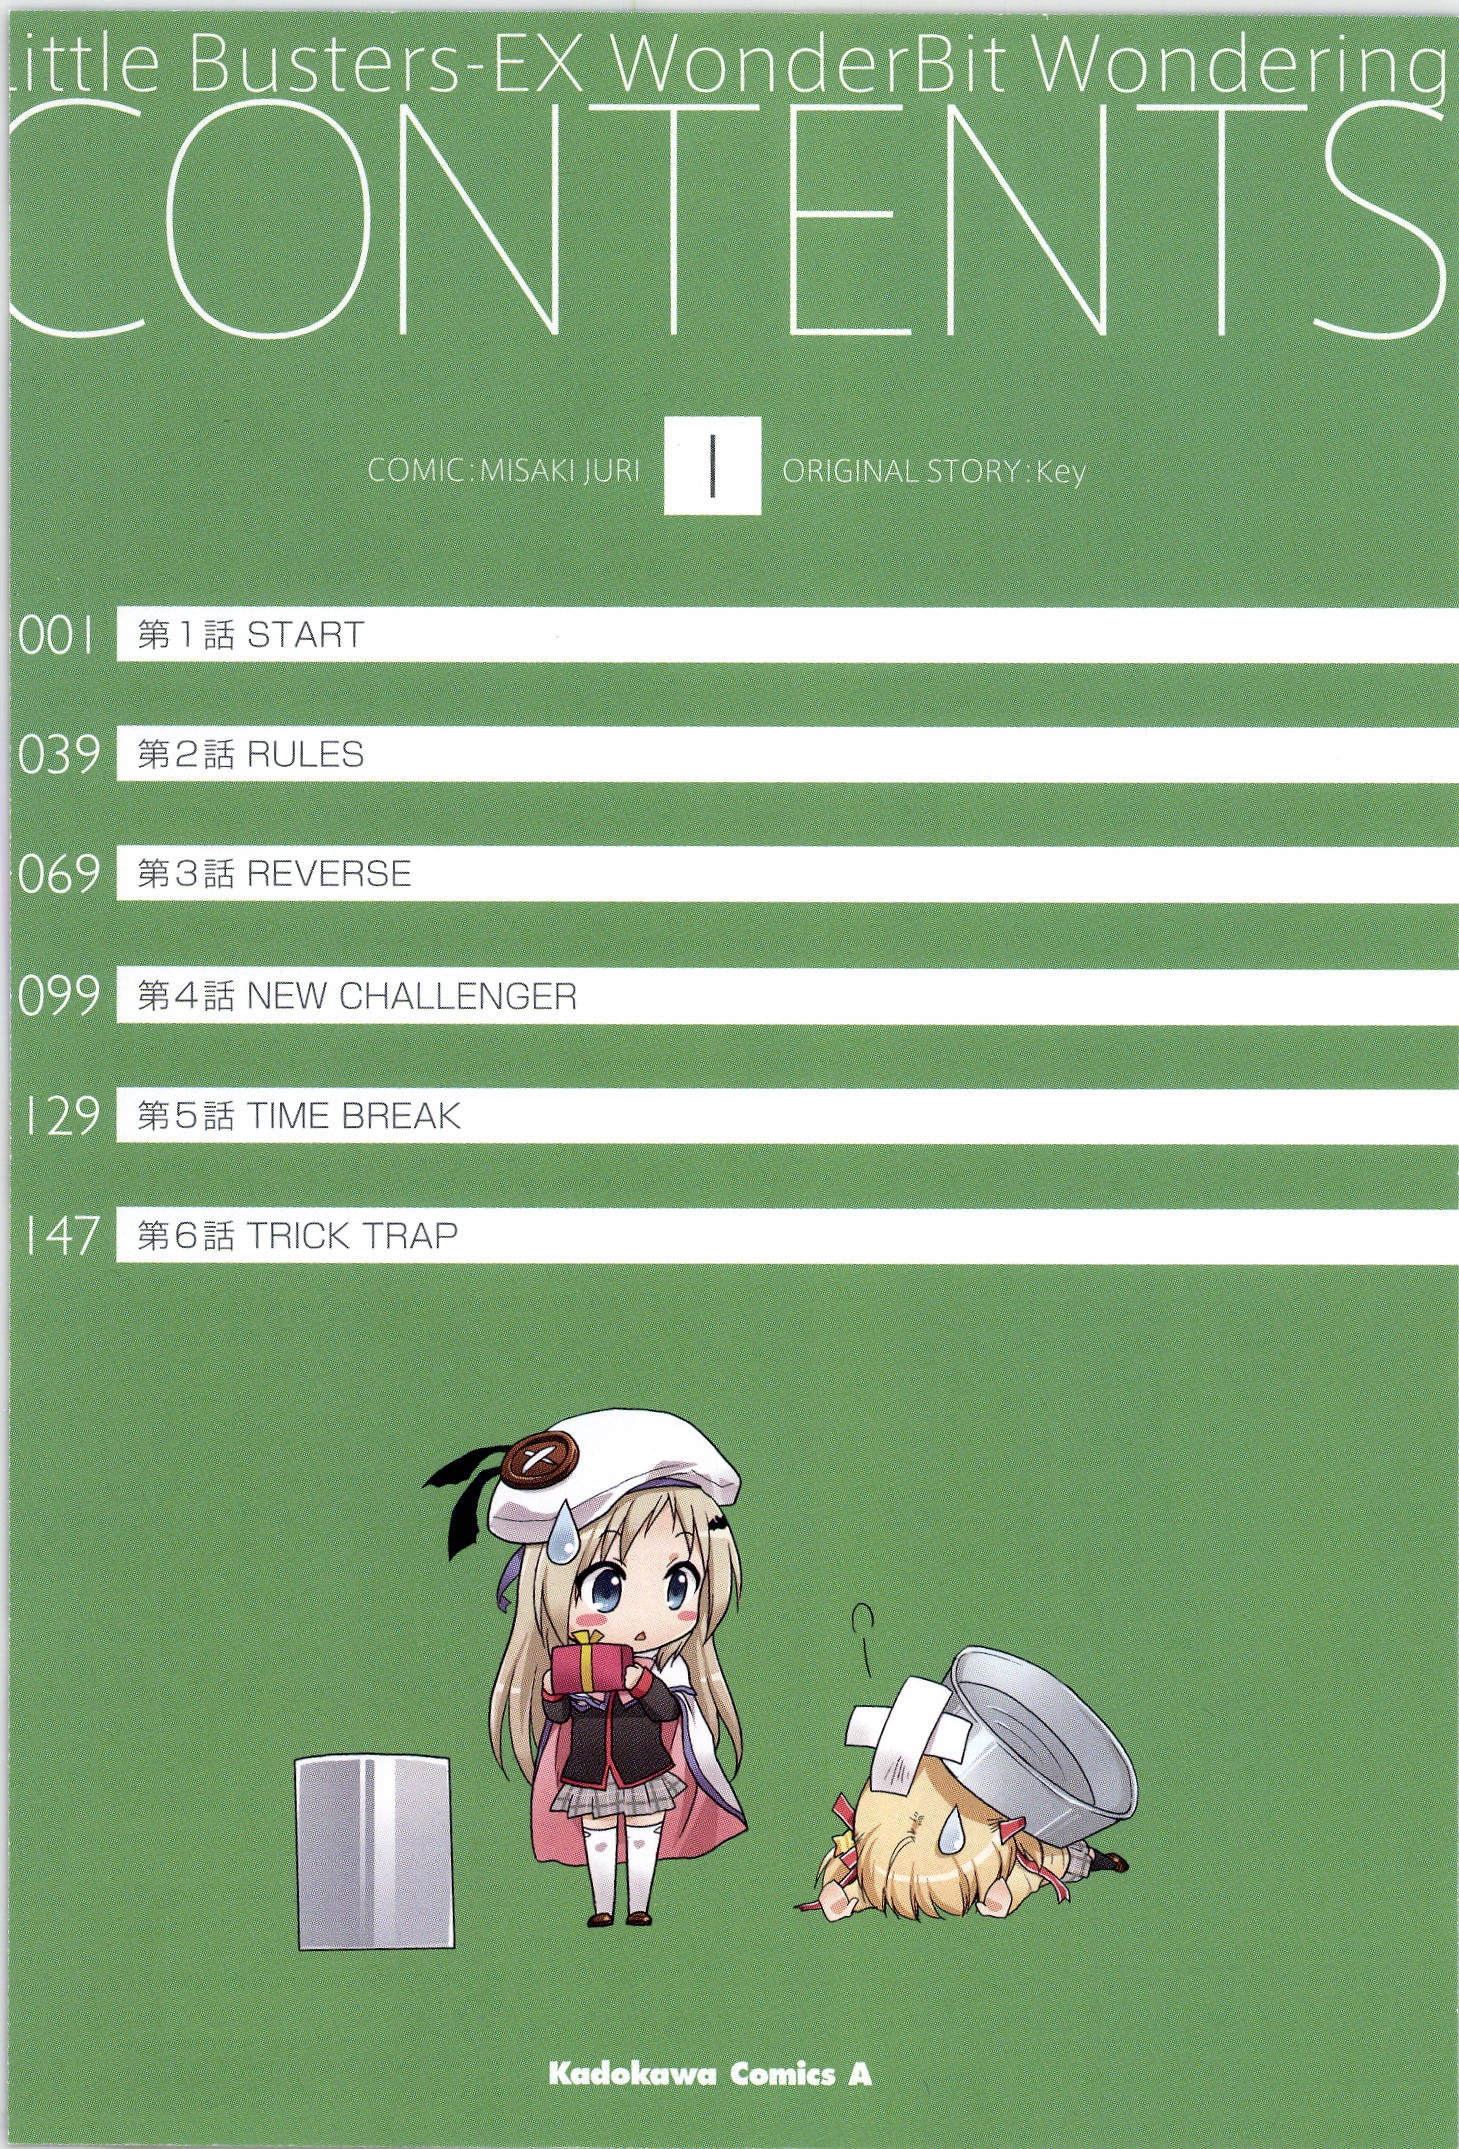 Little Busters-EX WonderBit Wondering
CONTENTS
COMIC:MISAKI JURI 1 ORIGINAL STORY:Key
001 第1話 START
039 第2話 RULES
069 第3話 REVERSE
099 第4話 NEW CHALLENGER
129 第5話 TIME BREAK
147 第6話 TRICK TRAP
Kadokawa Comics A